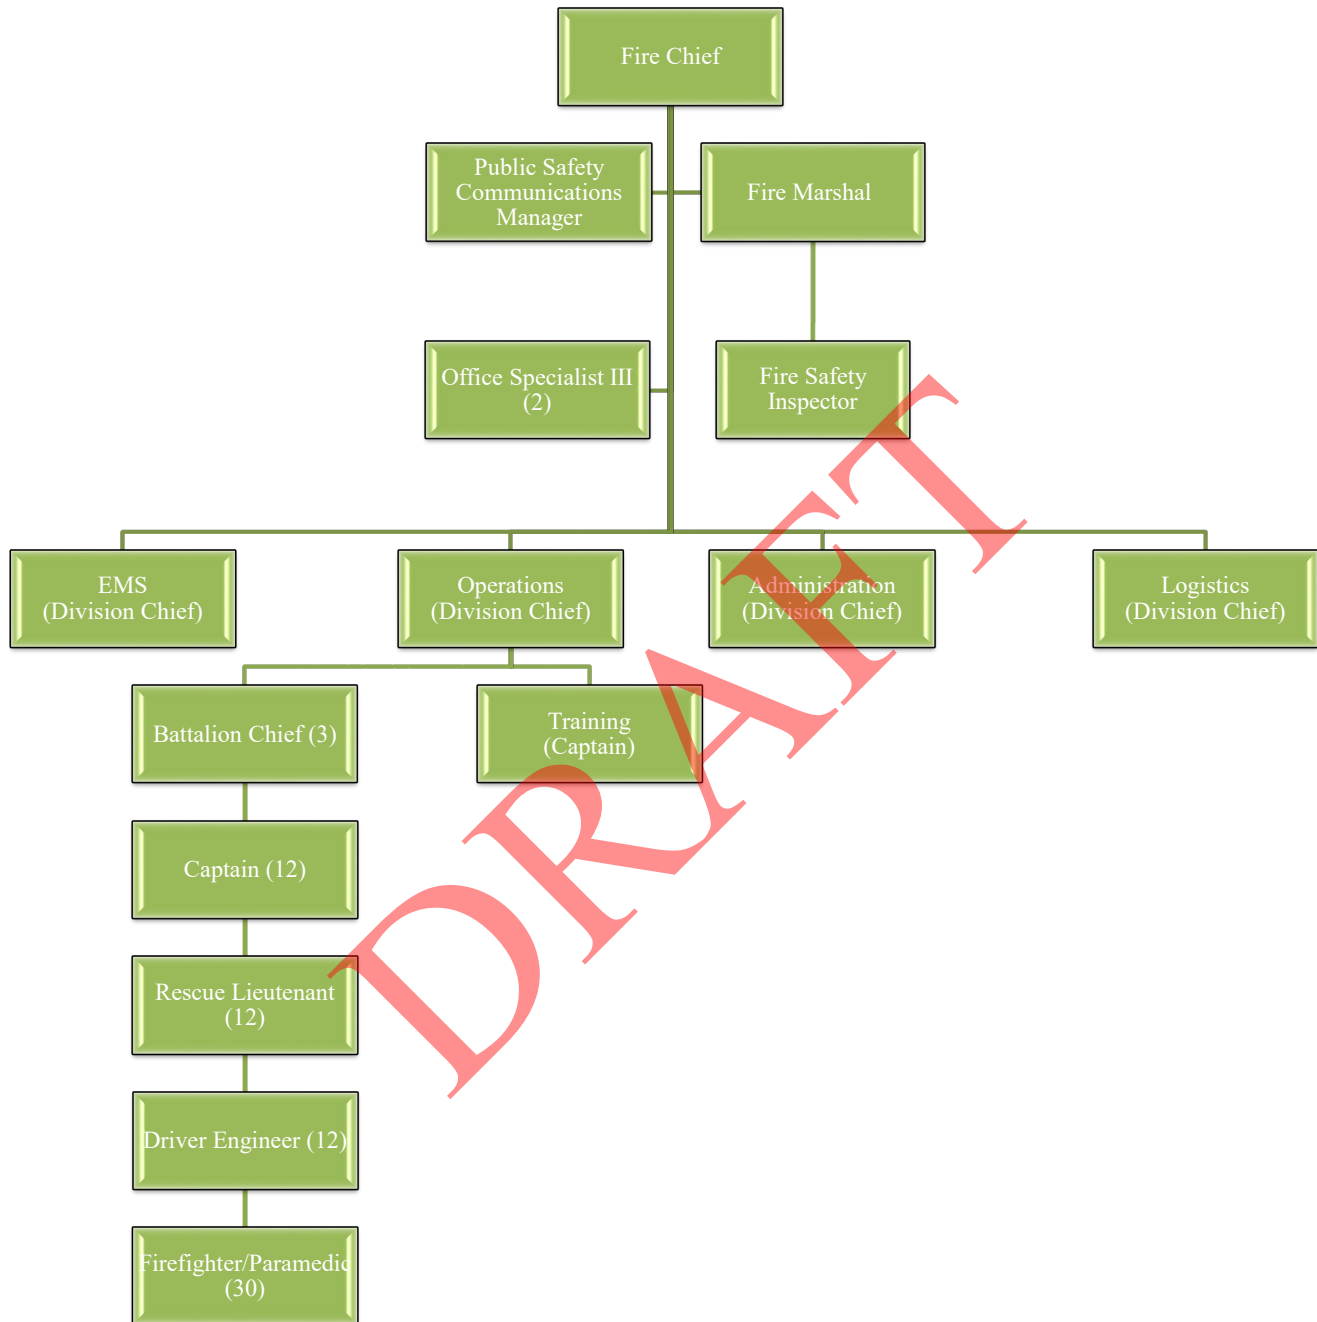 Fire Chief
Public Safety
Communications
Manager
Fire Marshal
Office Specialist III
(2)
Fire Safety
Inspector
EMS
(Division Chief)
Operations
(Division Chief)
Administration
(Division Chief)
Logistics
(Division Chief)
Battalion Chief (3)
Training
(Captain)
Captain (12)
Rescue Lieutenant
(12)
Driver Engineer (12)
Firefighter/Paramedic
(30)
DRAFT